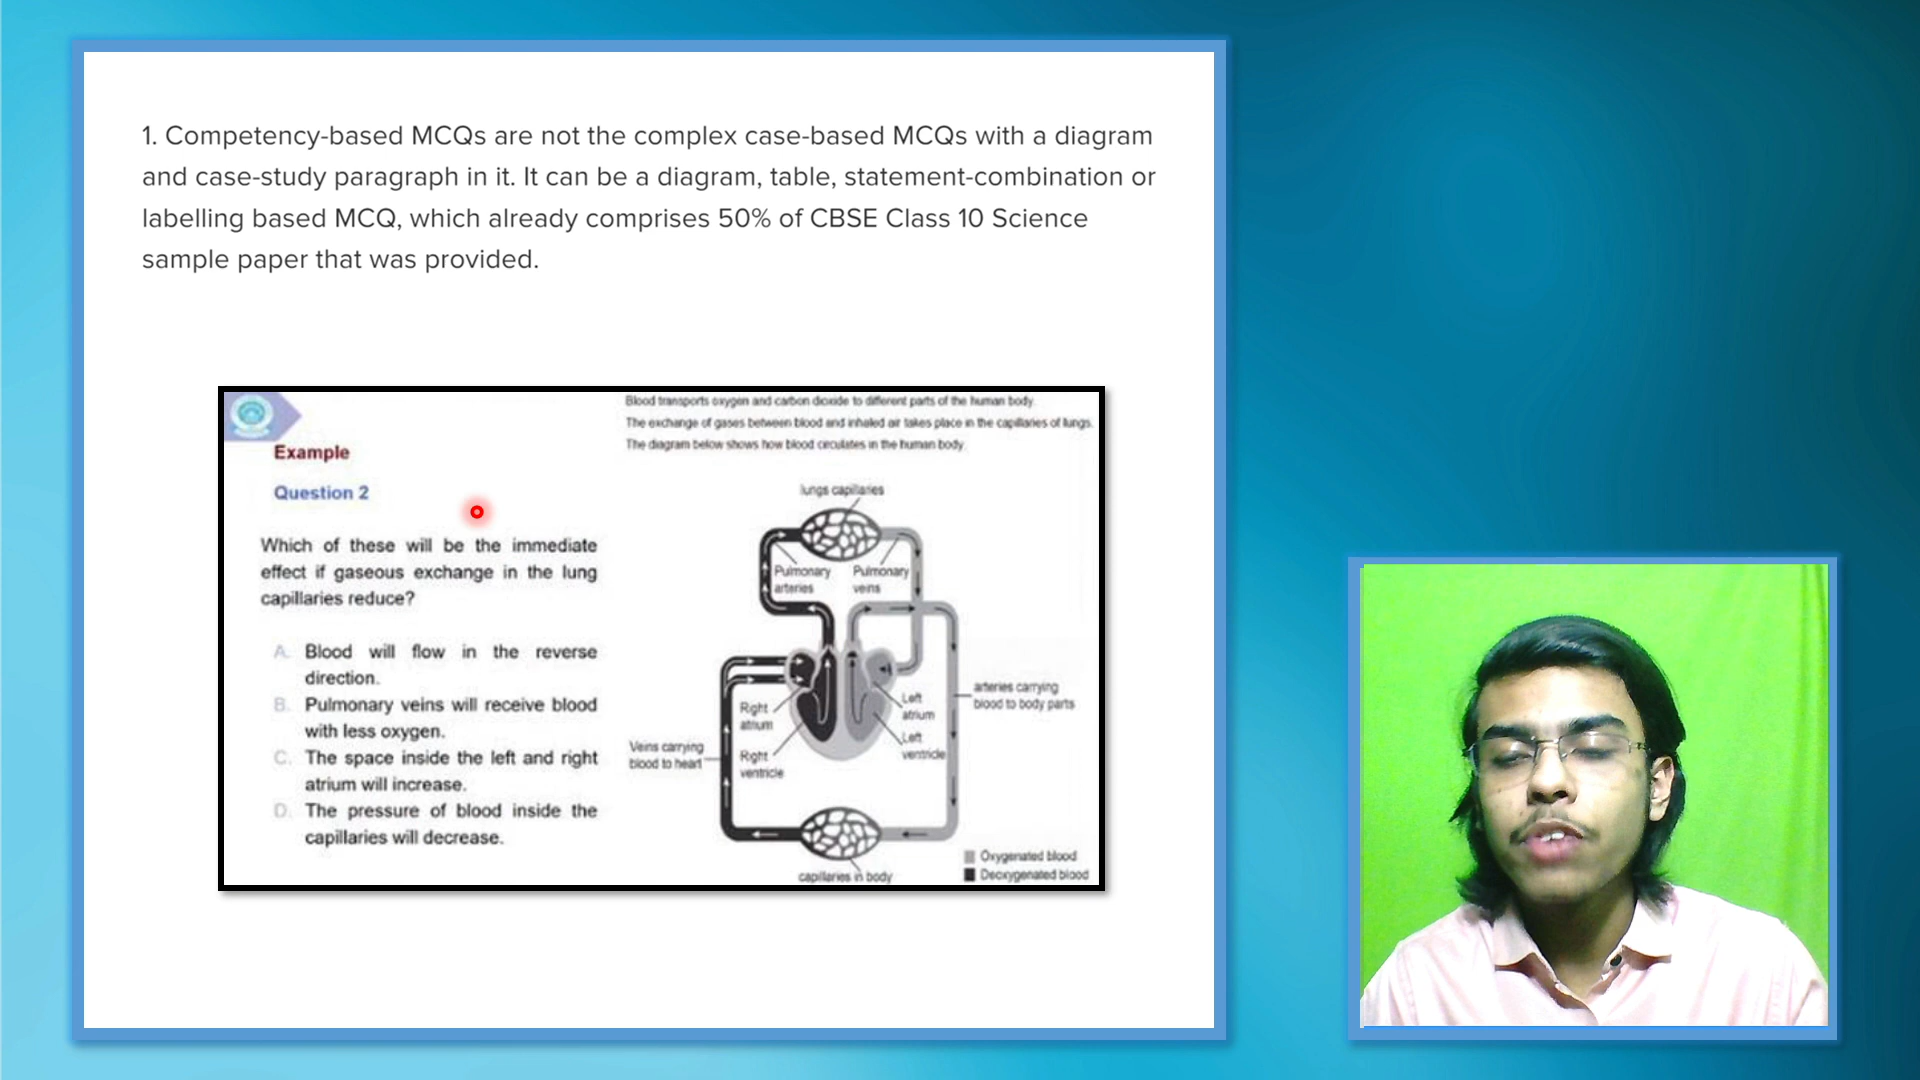 1. Competency-based MCQs are not the complex case-based MCQs with a diagram
and case-study paragraph in it. It can be a diagram, table, statement-combination or
labelling based MCQ, which already comprises 50% of CBSE Class 10 Science
sample paper that was provided.
Example
Question 2
Which of these will be the immediate
effect if gaseous exchange in the lung
capillaries reduce?
A. Blood will flow in the reverse
direction.
B. Pulmonary veins will receive blood
with less oxygen.
C. The space inside the left and right
atrium will increase.
D. The pressure of blood inside the
capillaries will decrease.
Blood transports oxygen and carbon dioxide to different parts of the human body
The exchange of gases between blood and inhaled air takes place in the capillaries of lungs.
The diagram below shows how blood circulates in the human body.
lungs capillaries
Pulmonary
arteries
Pulmonary
veins
Right
atrium
Right
ventricle
Left
atrium
Left
ventricle
arteries carrying
blood to body parts
Veins carrying
blood to heart
capillaries in body
Oxygenated blood
Deoxygenated blood